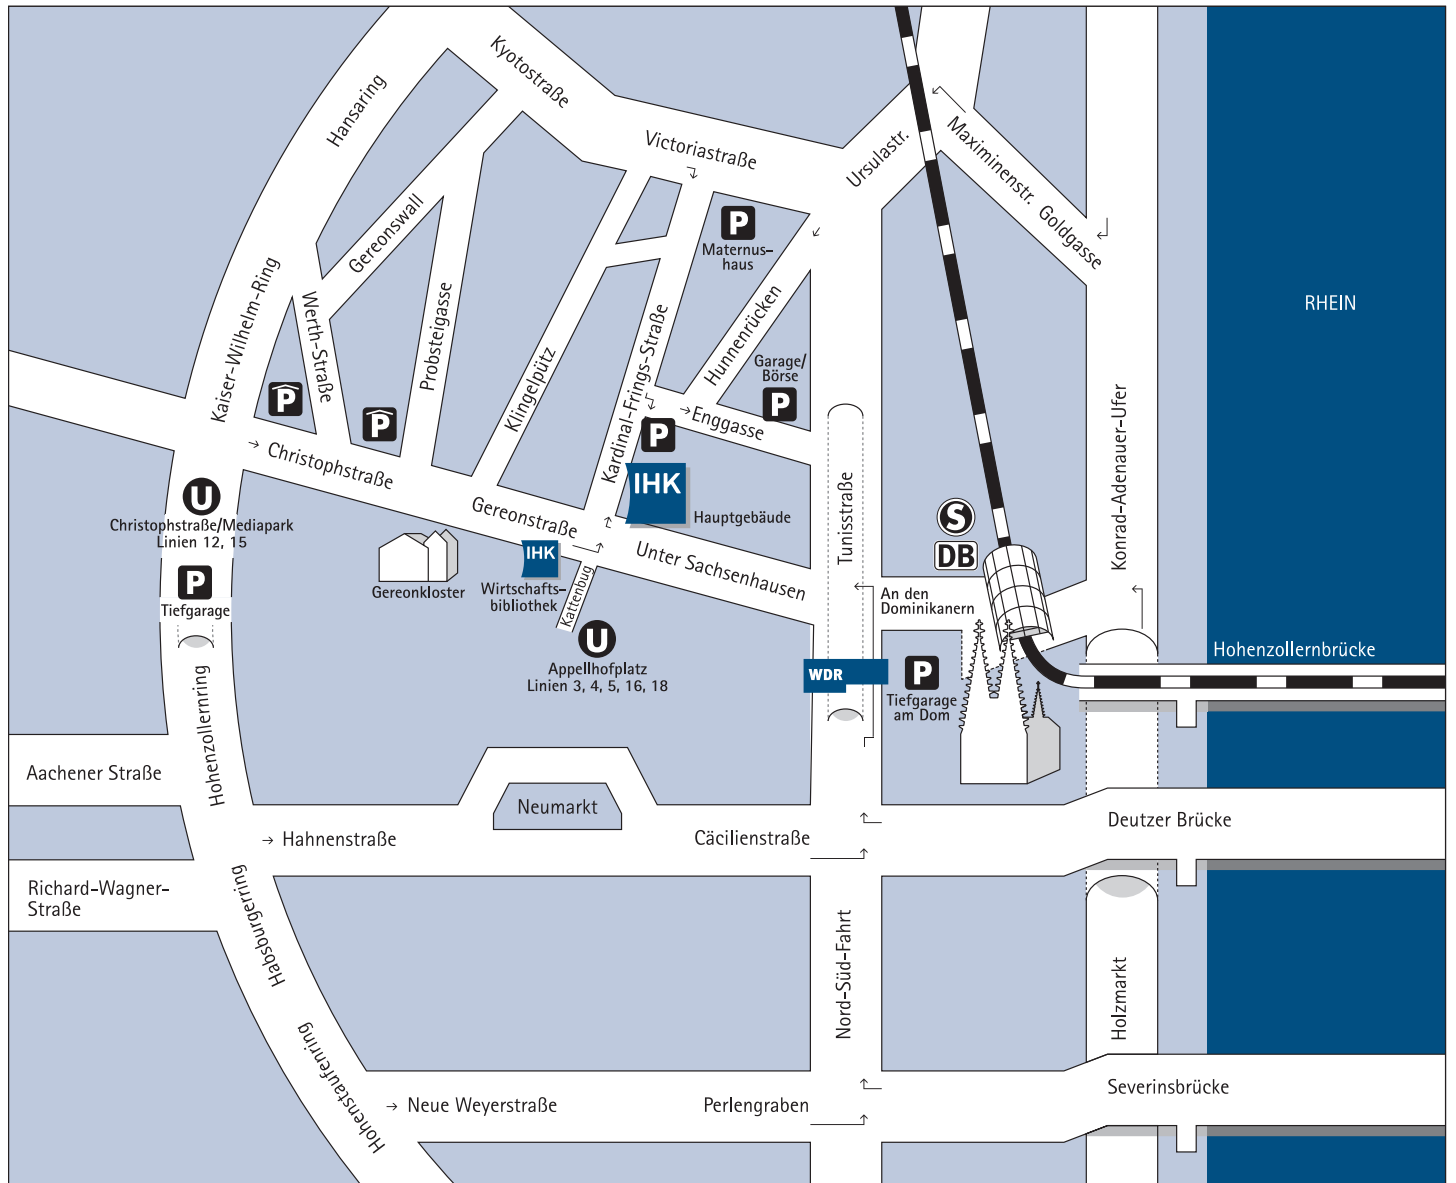 Kyotostraße
Hansaring
Victoriastraße
Ursulastr.
Maximinenstr.
Goldgasse
P
Maternus-
haus
Gereonswall
Kaiser-Wilhelm-Ring
Werth-Straße
Probsteigasse
Klingelpütz
Kardinal-Frings-Straße
Hunnenrücken
RHEIN
Garage/
Börse
P
P
P
P
Enggasse
Konrad-Adenauer-Ufer
Christophstraße
IHK
Hauptgebäude
Gereonstraße
Tunisstraße
U
Christophstraße/Mediapark
Linien 12, 15
S
DB
Unter Sachsenhausen
IHK
Wirtschafts-
bibliothek
Gereonkloster
Kattenbug
P
Tiefgarage
An den
Dominikanern
U
Appellhofplatz
Linien 3, 4, 5, 16, 18
Hohenzollernbrücke
WDR
P
Tiefgarage
am Dom
Hohenzollernring
Aachener Straße
Neumarkt
Hahnenstraße
Cäcilienstraße
Deutzer Brücke
Richard-Wagner-
Straße
Habsburgerring
Nord-Süd-Fahrt
Holzmarkt
Hohenstaufenring
Neue Weyerstraße
Perlengraben
Severinsbrücke